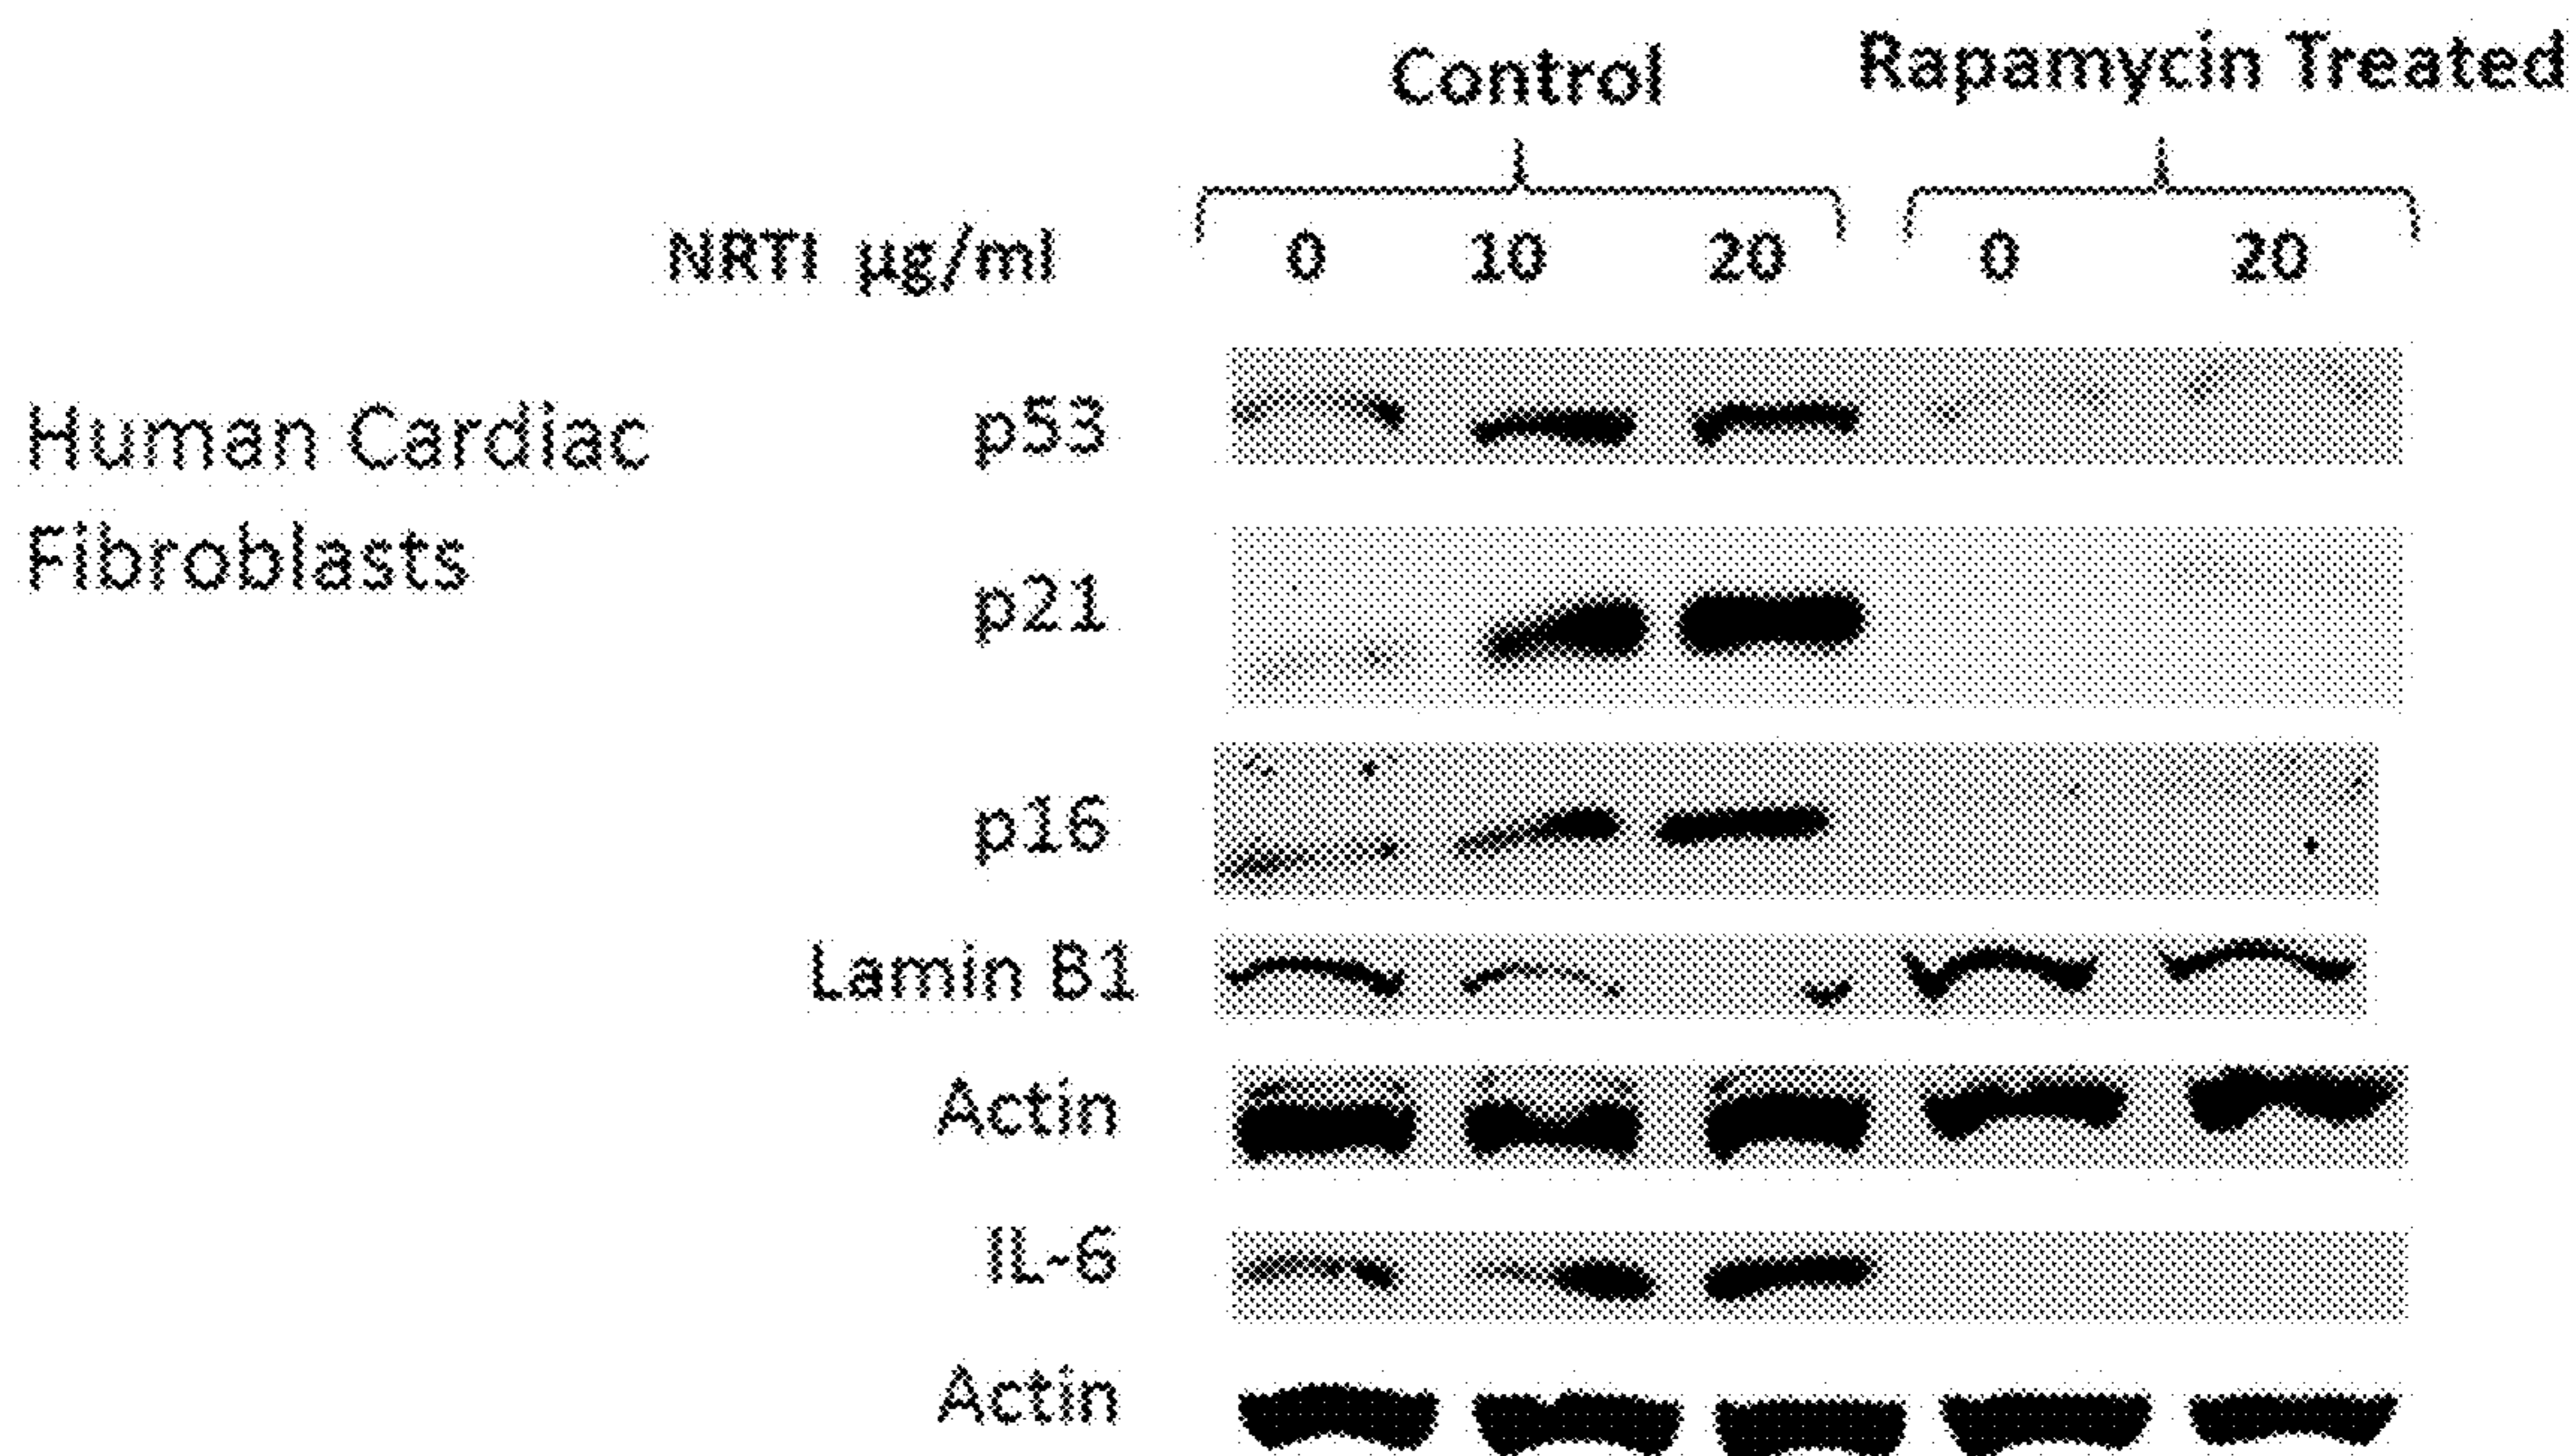 Control Rapamycin Treated
NRTI µg/ml 0 10 20 0 20
Human Cardiac
Fibroblasts
p53
p21
p16
Lamin B1
Actin
IL-6
Actin